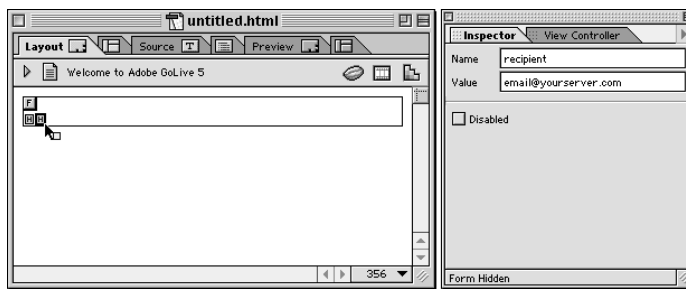 untitled.html
Layout Source T Preview
Welcome to Adobe GoLive 5
F
H H
356
Inspector View Controller
Name recipient
Value email@yourserver.com
Disabled
Form Hidden